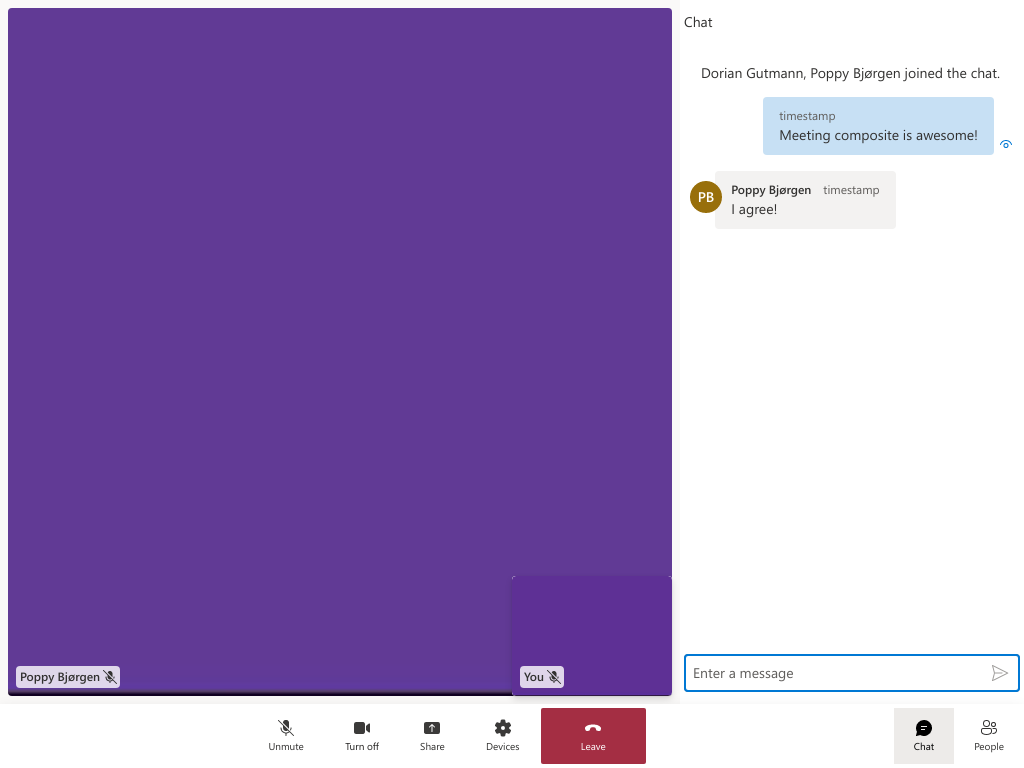 Chat
Dorian Gutmann, Poppy Bjørgen joined the chat.
timestamp
Meeting composite is awesome!
PB
Poppy Bjørgen timestamp
I agree!
Poppy Bjørgen
You
Enter a message
Unmute
Turn off
Share
Devices
Leave
Chat
People